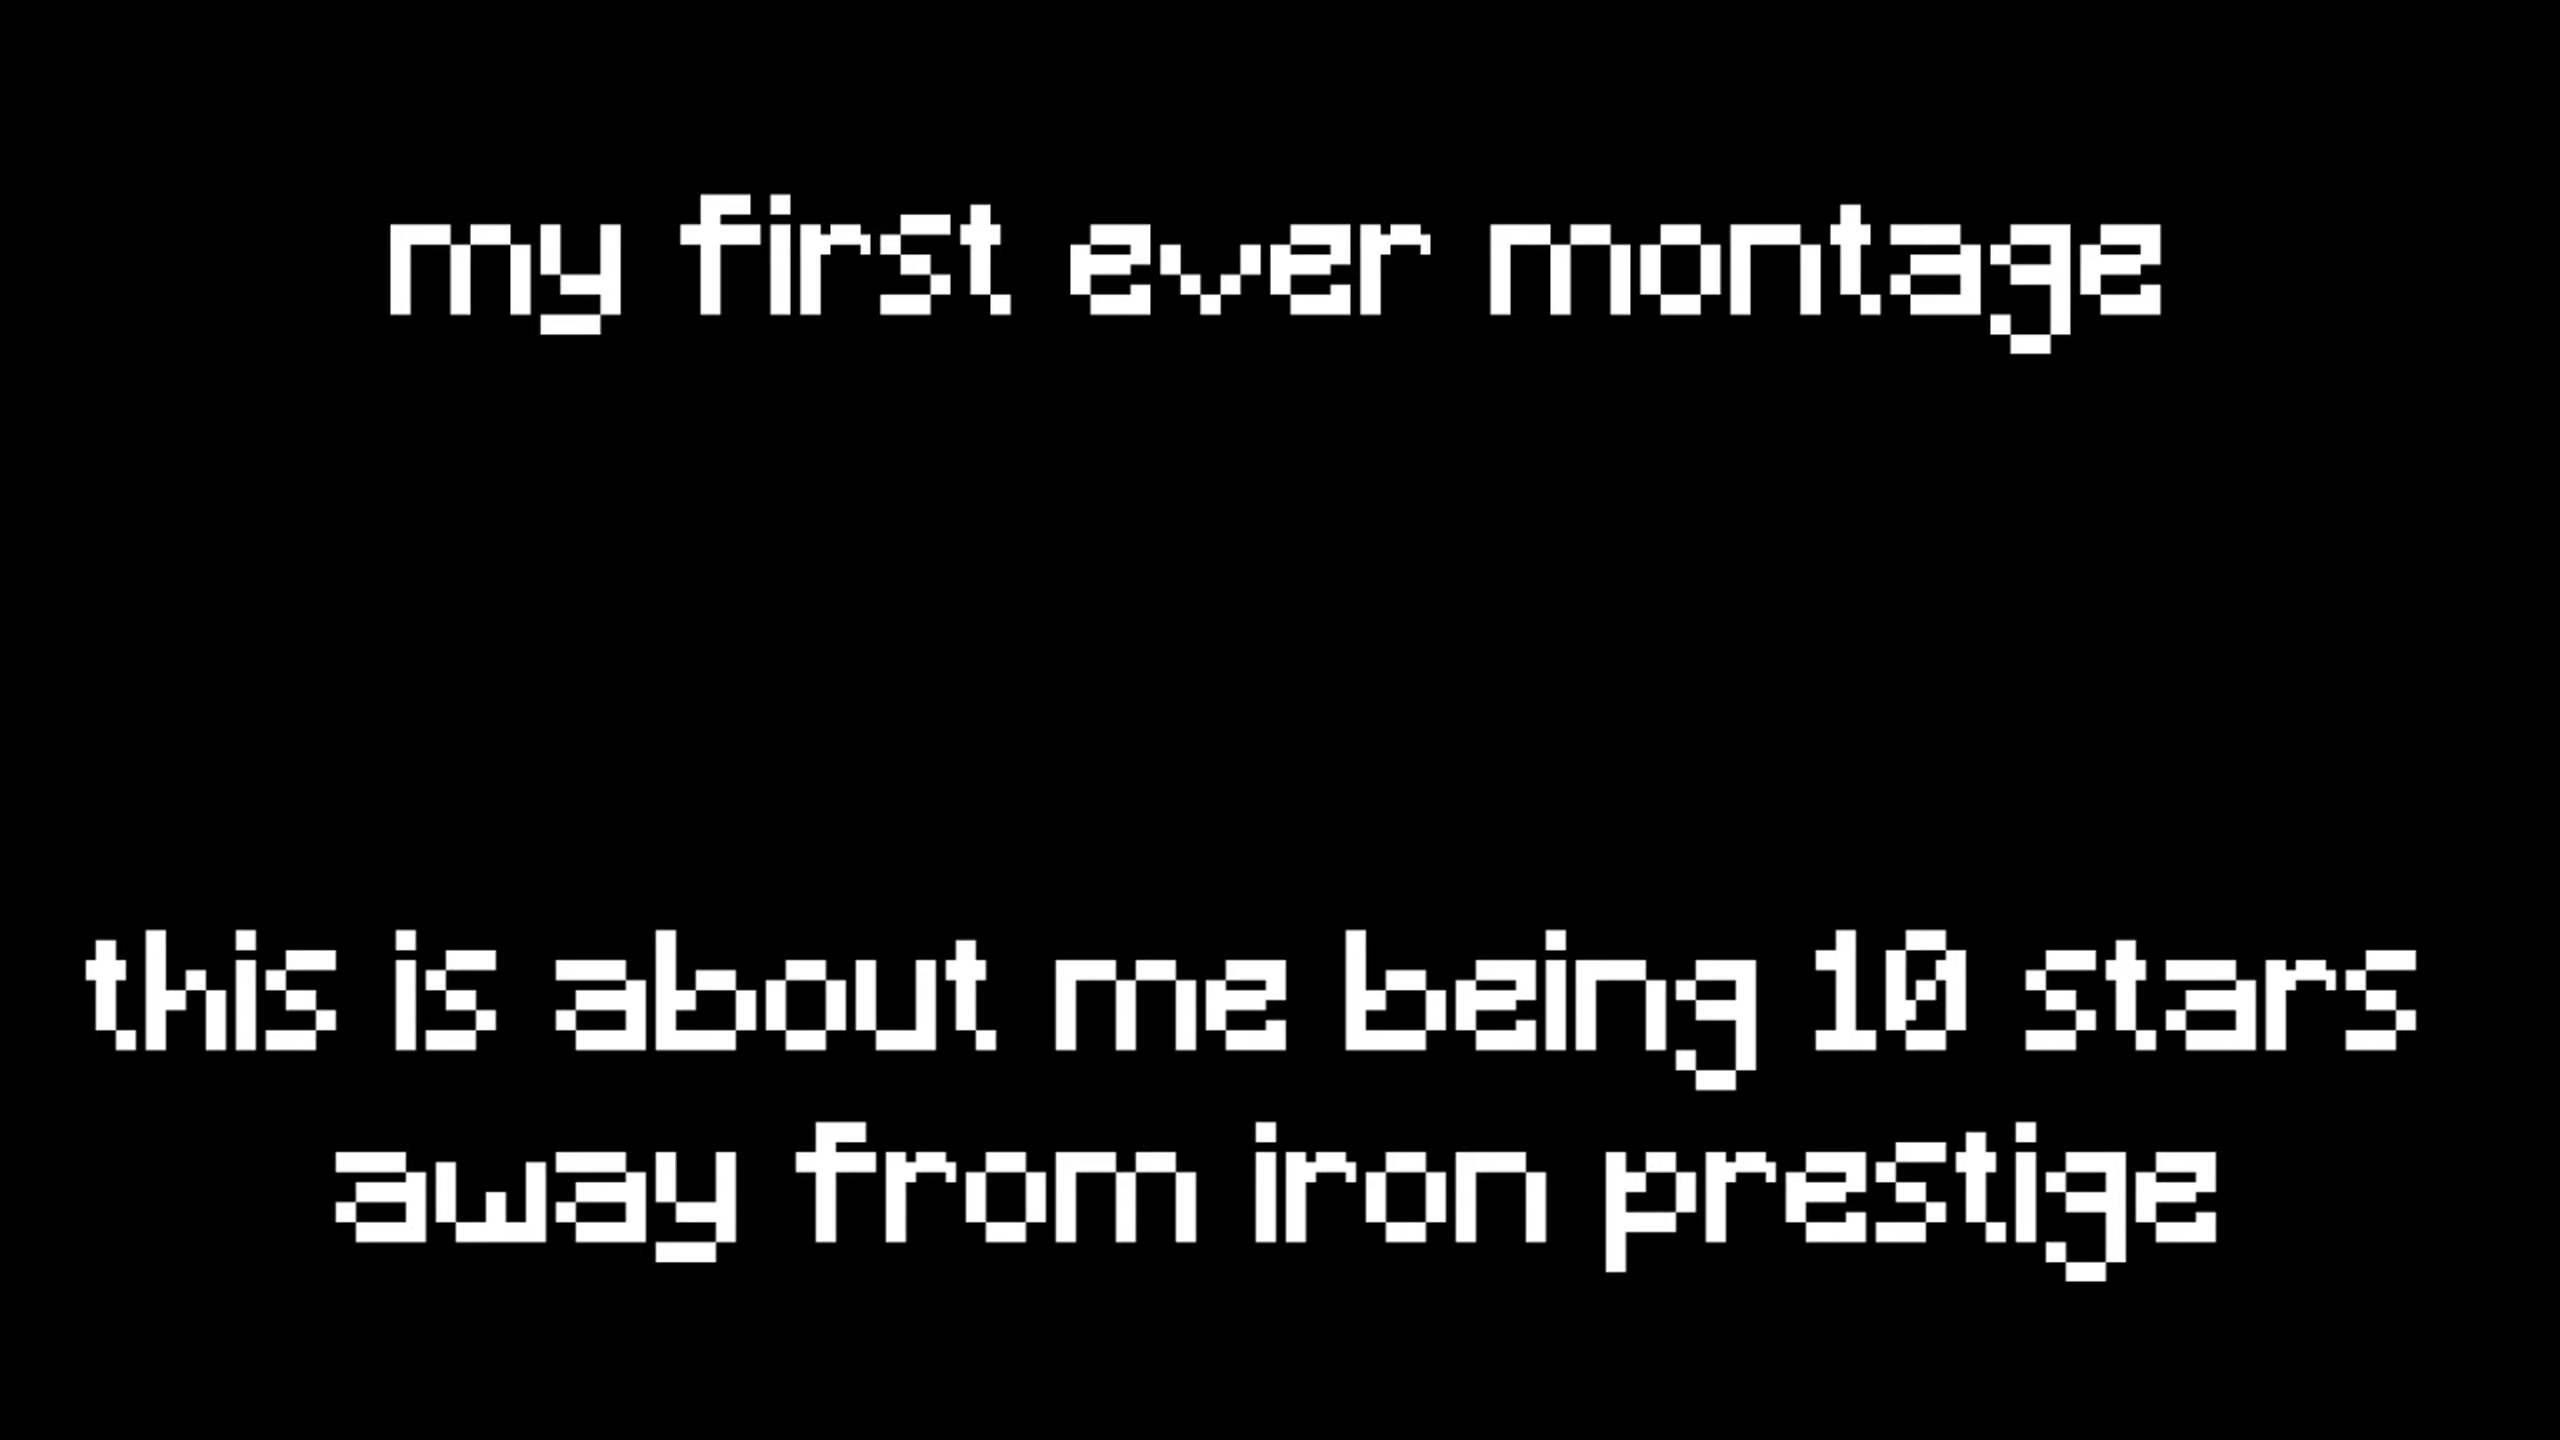 my first ever montage
this is about me being 10 stars
away from iron prestige